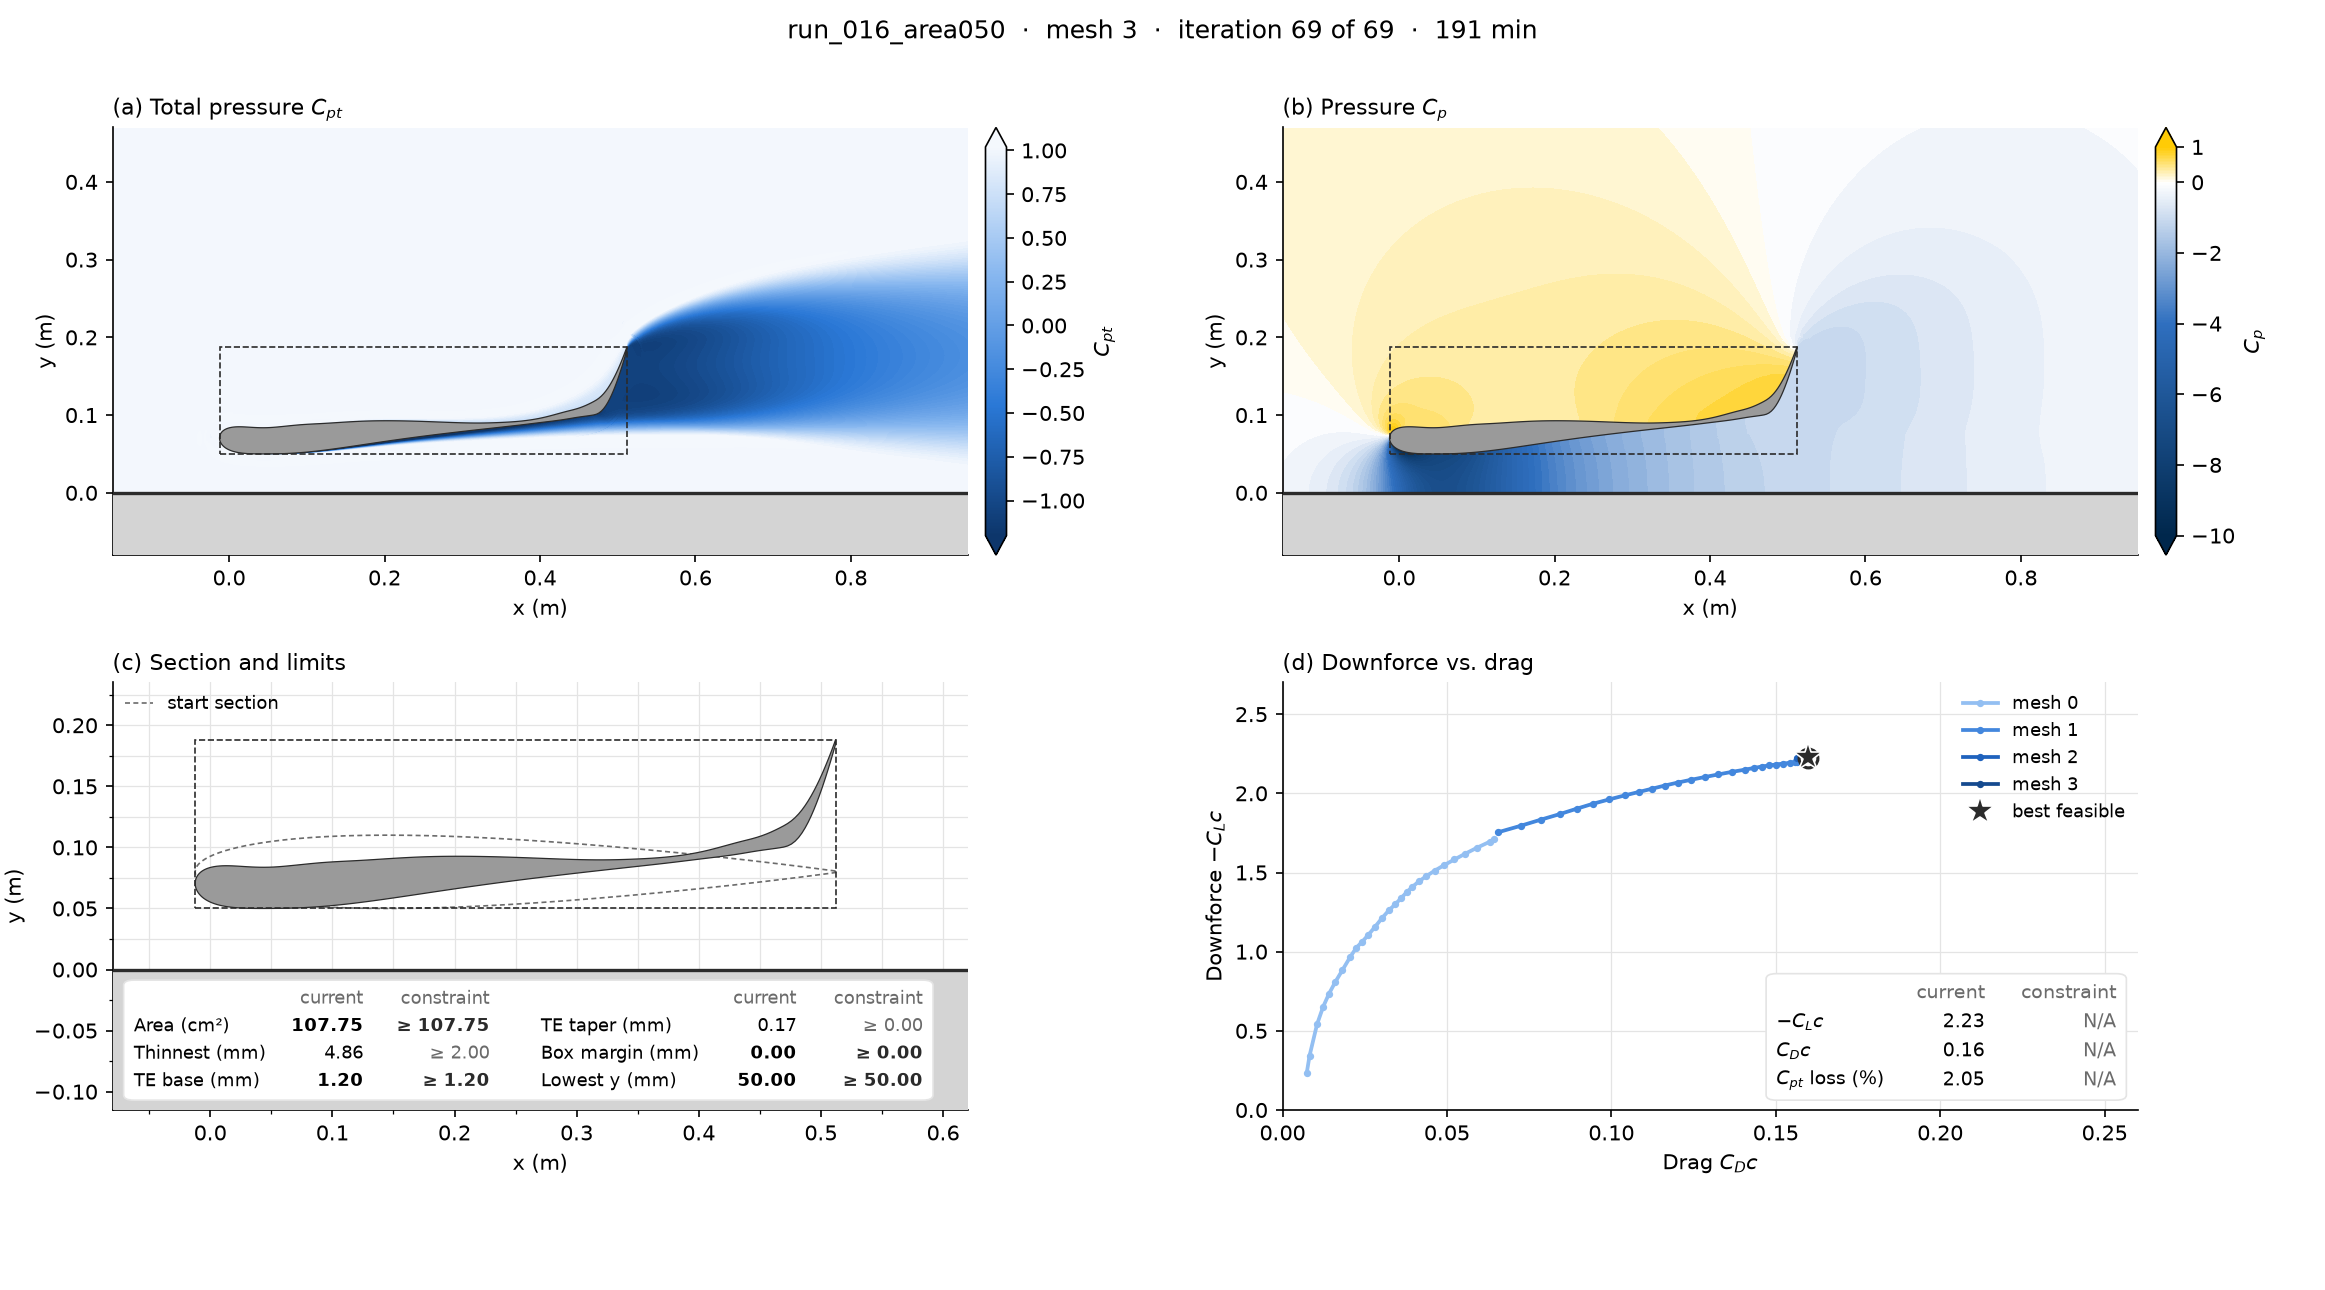 run_016_area050 · mesh 3 · iteration 69 of 69 · 191 min
(a) Total pressure Cpt
0.4
0.3
0.2
0.1
0.0
y (m)
0.0 0.2 0.4 0.6 0.8
x (m)
1.00
0.75
0.50
0.25
0.00
−0.25
−0.50
−0.75
−1.00
Cpt
(b) Pressure Cp
0.4
0.3
0.2
0.1
0.0
y (m)
0.0 0.2 0.4 0.6 0.8
x (m)
1
0
−2
−4
−6
−8
−10
Cp
(c) Section and limits
start section
0.20
0.15
0.10
0.05
0.00
−0.05
−0.10
y (m)
current constraint current constraint
Area (cm²) 107.75 ≥ 107.75 TE taper (mm) 0.17 ≥ 0.00
Thinnest (mm) 4.86 ≥ 2.00 Box margin (mm) 0.00 ≥ 0.00
TE base (mm) 1.20 ≥ 1.20 Lowest y (mm) 50.00 ≥ 50.00
0.0 0.1 0.2 0.3 0.4 0.5 0.6
x (m)
(d) Downforce vs. drag
mesh 0
mesh 1
mesh 2
mesh 3
best feasible
2.5
2.0
1.5
1.0
0.5
0.0
Downforce −CLc
current constraint
−CLc 2.23 N/A
CDc 0.16 N/A
Cpt loss (%) 2.05 N/A
0.00 0.05 0.10 0.15 0.20 0.25
Drag CDc